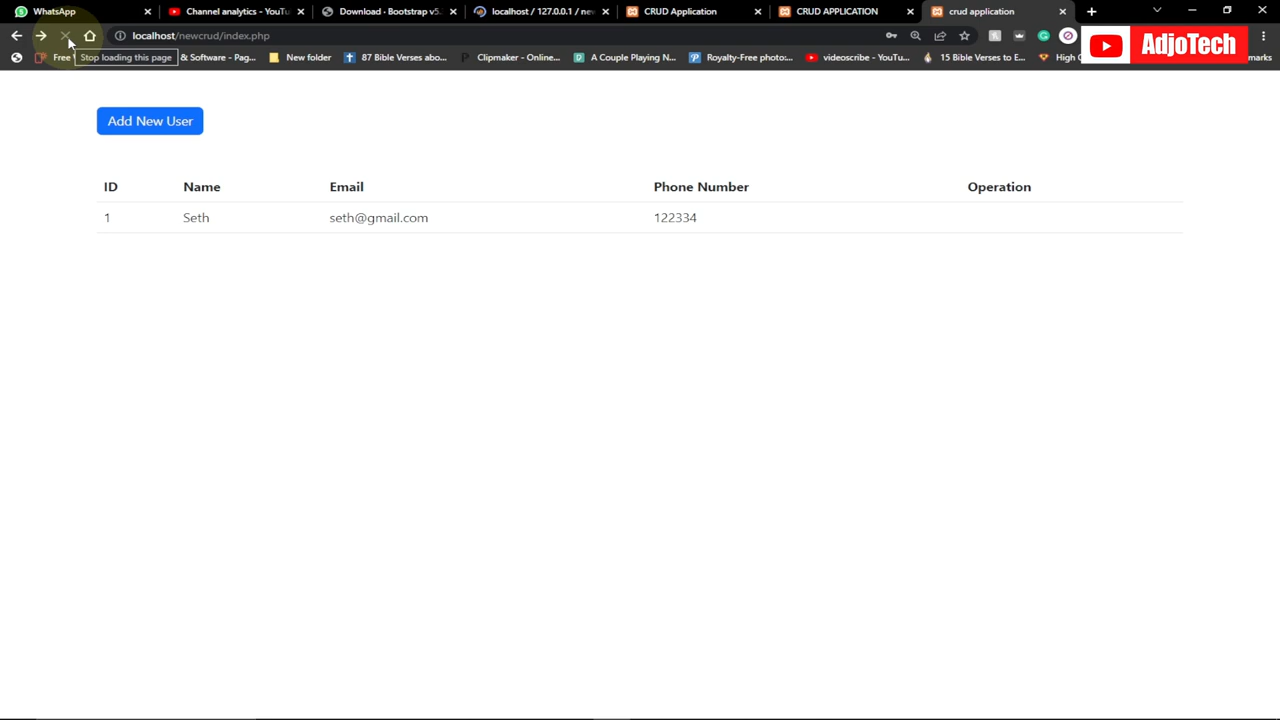 WhatsApp
Channel analytics - YouTu
Download · Bootstrap v5.
localhost / 127.0.0.1 / nev
CRUD Application
CRUD APPLICATION
crud application
localhost/newcrud/index.php
AdjoTech
Free
Stop loading this page
& Software - Pag...
New folder
87 Bible Verses abo...
Clipmaker - Online...
A Couple Playing N...
Royalty-Free photo:...
videoscribe - YouTu...
15 Bible Verses to E...
High
marks
Add New User
ID Name Email Phone Number Operation
1 Seth seth@gmail.com 122334